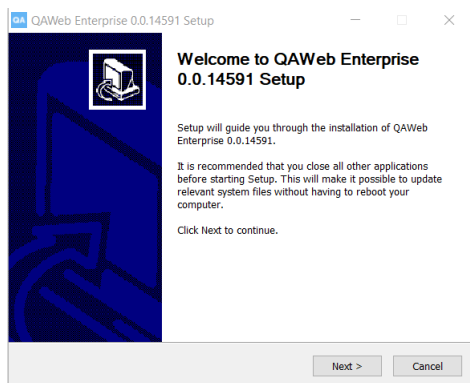 QA QAWeb Enterprise 0.0.14591 Setup
Welcome to QAWeb Enterprise
0.0.14591 Setup
Setup will guide you through the installation of QAWeb
Enterprise 0.0.14591.
It is recommended that you close all other applications
before starting Setup. This will make it possible to update
relevant system files without having to reboot your
computer.
Click Next to continue.
Next >
Cancel